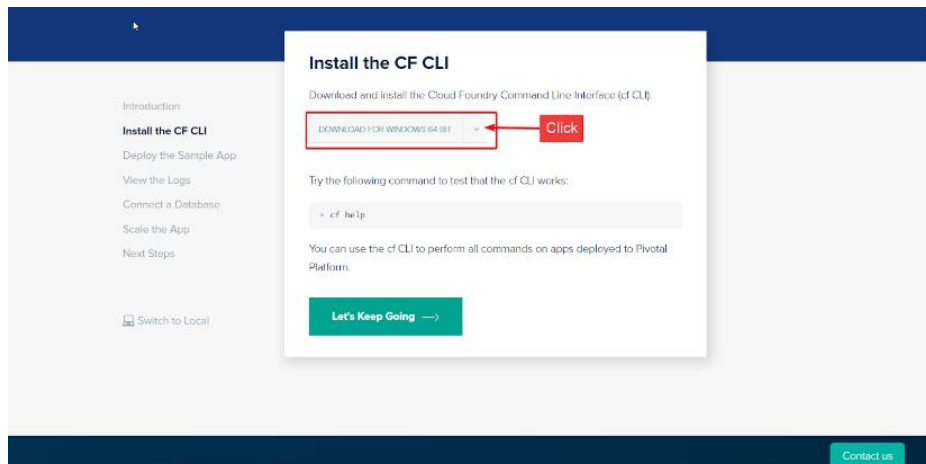 Install the CF CLI
Download and install the Cloud Foundry Command Line Interface (cf CLI).
DOWNLOAD FOR WINDOWS 64 BIT
Click
Try the following command to test that the cf CLI works:
> cf help
You can use the cf CLI to perform all commands on apps deployed to Pivotal
Platform.
Let's Keep Going
Introduction
Install the CF CLI
Deploy the Sample App
View the Logs
Connect a Database
Scale the App
Next Steps
Switch to Local
Contact us